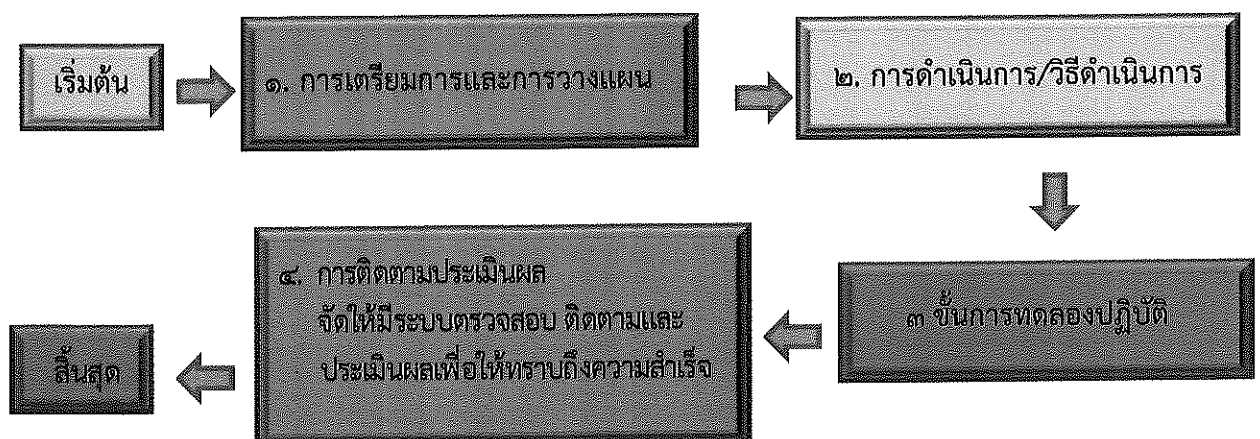 เริ่มต้น
๑. การเตรียมการและการวางแผน
๒. การดำเนินการ/วิธีดำเนินการ
๓ ขั้นการทดลองปฏิบัติ
๔. การติดตามประเมินผล
จัดให้มีระบบตรวจสอบ ติดตามและ
ประเมินผลเพื่อให้ทราบถึงความสำเร็จ
สิ้นสุด